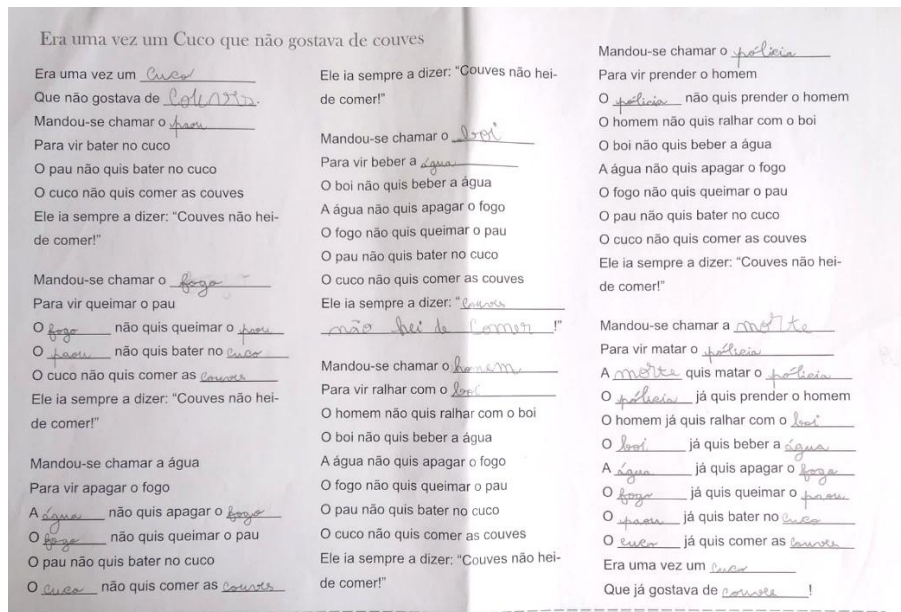 Era uma vez um Cuco que não gostava de couves
Era uma vez um Cuco
Que não gostava de couves.
Mandou-se chamar o paou
Para vir bater no cuco
O pau não quis bater no cuco
O cuco não quis comer as couves
Ele ia sempre a dizer: “Couves não hei-
de comer!”
Mandou-se chamar o fogo
Para vir queimar o pau
O fogo não quis queimar o paou
O paou não quis bater no cuco
O cuco não quis comer as couves
Ele ia sempre a dizer: “Couves não hei-
de comer!”
Mandou-se chamar a água
Para vir apagar o fogo
A água não quis apagar o fogo
O fogo não quis queimar o pau
O pau não quis bater no cuco
O cuco não quis comer as couves
Ele ia sempre a dizer: “Couves não hei-
de comer!”
Mandou-se chamar o boi
Para vir beber a água
O boi não quis beber a água
A água não quis apagar o fogo
O fogo não quis queimar o pau
O pau não quis bater no cuco
O cuco não quis comer as couves
Ele ia sempre a dizer: “couves
não hei de comer !”
Mandou-se chamar o homem
Para vir ralhar com o boi
O homem não quis ralhar com o boi
O boi não quis beber a água
A água não quis apagar o fogo
O fogo não quis queimar o pau
O pau não quis bater no cuco
O cuco não quis comer as couves
Ele ia sempre a dizer: “Couves não hei-
de comer!”
Mandou-se chamar o pólicia
Para vir prender o homem
O pólicia não quis prender o homem
O homem não quis ralhar com o boi
O boi não quis beber a água
A água não quis apagar o fogo
O fogo não quis queimar o pau
O pau não quis bater no cuco
O cuco não quis comer as couves
Ele ia sempre a dizer: “Couves não hei-
de comer!”
Mandou-se chamar a morte
Para vir matar o pólicia
A morte quis matar o pólicia
O pólicia já quis prender o homem
O homem já quis ralhar com o boi
O boi já quis beber a água
A água já quis apagar o fogo
O fogo já quis queimar o paou
O paou já quis bater no cuco
O cuco já quis comer as couves
Era uma vez um cuco
Que já gostava de couves !